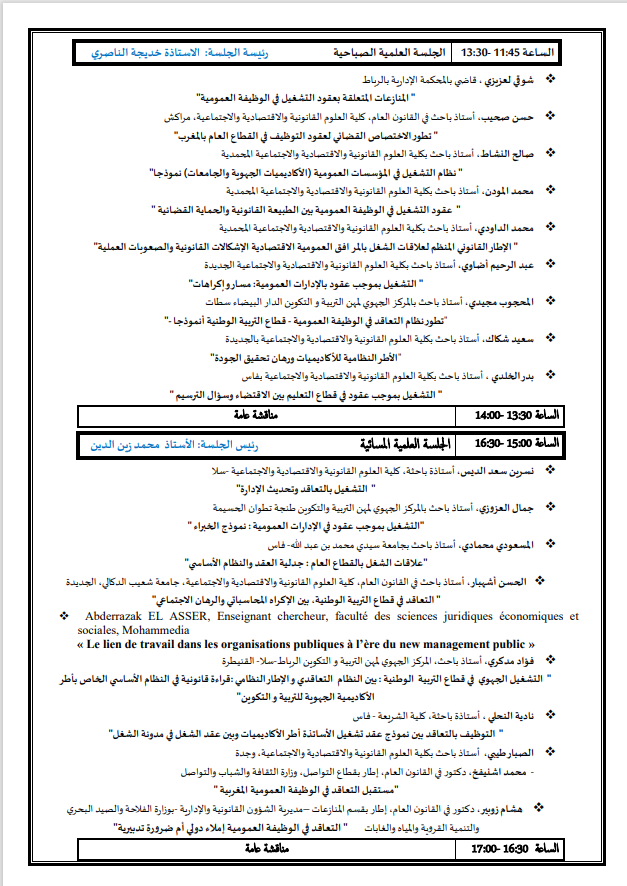 الساعة 11:45 -13:30 الجلسة العلمية الصباحية رئيسة الجلسة: الاستاذة خديجة الناصري
❖ شوقي لعزيزي ، قاضي بالمحكمة الإدارية بالرباط
" المنازعات المتعلقة بعقود التشغيل في الوظيفة العمومية"
❖ حسن صحيب، أستاذ باحث في القانون العام، كلية العلوم القانونية والاقتصادية والاجتماعية، مراكش
" تطور الاختصاص القضائي لعقود التوظيف في القطاع العام بالمغرب"
❖ صالح النشاط، أستاذ باحث بكلية العلوم القانونية والاقتصادية والاجتماعية المحمدية
" نظام التشغيل في المؤسسات العمومية (الأكاديميات الجهوية والجامعات) نموذجا"
❖ محمد المودن، أستاذ باحث بكلية العلوم القانونية والاقتصادية والاجتماعية المحمدية
" عقود التشغيل في الوظيفة العمومية بين الطبيعة القانونية والحماية القضائية "
❖ محمد الداودي، أستاذ باحث بكلية العلوم القانونية والاقتصادية والاجتماعية المحمدية
" الإطار القانوني المنظم لعلاقات الشغل بالمرافق العمومية الاقتصادية الإشكالات القانونية والصعوبات العملية"
❖ عبد الرحيم أضاوي، أستاذ باحث بكلية العلوم القانونية والاقتصادية والاجتماعية الجديدة
" التشغيل بموجب عقود بالإدارات العمومية: مسار وإكراهات"
❖ المحجوب مجيدي، أستاذ باحث بالمركز الجهوي لمهن التربية و التكوين الدار البيضاء سطات
"تطور نظام التعاقد في الوظيفة العمومية - قطاع التربية الوطنية أنموذجا -"
❖ سعيد شكاك، أستاذ باحث بكلية العلوم القانونية والاقتصادية والاجتماعية بالجديدة
"الأطر النظامية للأكاديميات ورهان تحقيق الجودة"
❖ بدر الخلدي ، أستاذ باحث بكلية العلوم القانونية والاقتصادية والاجتماعية بفاس
" التشغيل بموجب عقود في قطاع التعليم بين الاقتضاء وسؤال الترسيم "
الساعة 13:30 -14:00 مناقشة عامة
الساعة 15:00 -16:30 الجلسة العلمية المسائية رئيس الجلسة: الأستاذ محمد زين الدين
❖ نسرين سعد الديس، أستاذة باحثة، كلية العلوم القانونية والاقتصادية والاجتماعية -سلا
" التشغيل بالتعاقد وتحديث الإدارة"
❖ جمال العزوزي، أستاذ باحث بالمركز الجهوي لمهن التربية والتكوين طنجة تطوان الحسيمة
"التشغيل بموجب عقود في الإدارات العمومية : نموذج الخبراء "
❖ المسعودي محمادي، أستاذ باحث بجامعة سيدي محمد بن عبد الله- فاس
"علاقات الشغل بالقطاع العام : جدلية العقد والنظام الأساسي"
❖ الحسن أشهبار، أستاذ باحث في القانون العام، كلية العلوم القانونية والاقتصادية والاجتماعية، جامعة شعيب الدكالي، الجديدة
" التعاقد في قطاع التربية الوطنية، بين الإكراه المحاسباتي والرهان الاجتماعي"
❖ Abderrazak EL ASSER, Enseignant chercheur, faculté des sciences juridiques économiques et
sociales, Mohammedia
« Le lien de travail dans les organisations publiques à l'ère du new management public »
❖ فؤاد مدكري، أستاذ باحث، المركز الجهوي لمهن التربية و التكوين الرباط-سلا- القنيطرة
" التشغيل الجهوي في قطاع التربية الوطنية : بين النظام التعاقدي والإطار النظامي :قراءة قانونية في النظام الأساسي الخاص بأطر
الأكاديمية الجهوية للتربية و التكوين"
❖ نادية النحلي ، أستاذة باحثة، كلية الشريعة - فاس
" التوظيف بالتعاقد بين نموذج عقد تشغيل الأساتذة أطر الأكاديميات وبين عقد الشغل في مدونة الشغل"
❖ الصبار طيبي، أستاذ باحث بكلية العلوم القانونية والاقتصادية والاجتماعية، وجدة
- محمد اشنيفخ، دكتور في القانون العام، إطار بقطاع التواصل، وزارة الثقافة والشباب والتواصل
"مستقبل التعاقد في الوظيفة العمومية المغربية "
❖ هشام زوبير، دكتور في القانون العام، إطار بقسم المنازعات –مديرية الشؤون القانونية والإدارية -بوزارة الفلاحة والصيد البحري
والتنمية القروية والمياه والغابات " التعاقد في الوظيفة العمومية إملاء دولي أم ضرورة تدبيرية"
الساعة 16:30 -17:00 مناقشة عامة